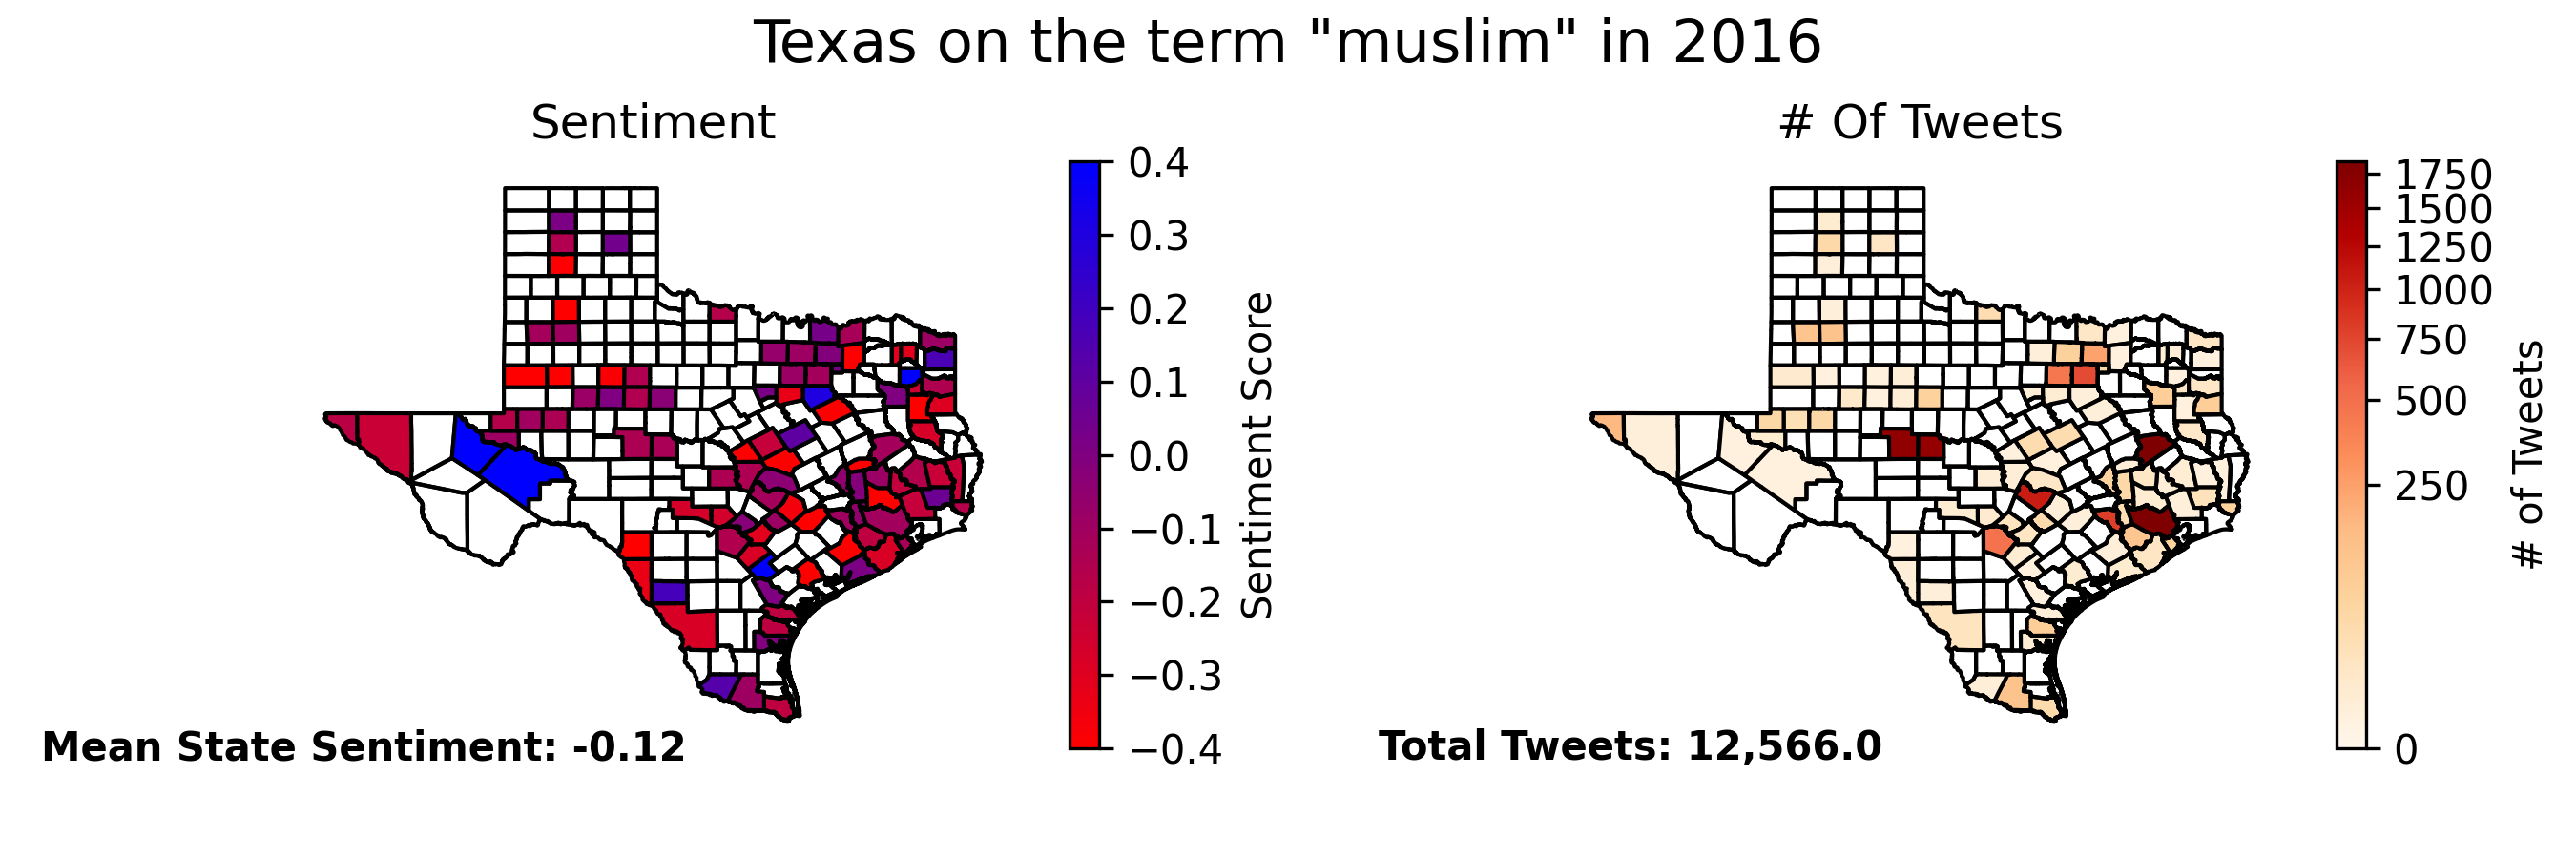 Texas on the term "muslim" in 2016
Sentiment
0.4
0.3
0.2
0.1
0.0
−0.1
−0.2
−0.3
−0.4
Sentiment Score
Mean State Sentiment: -0.12
# Of Tweets
1750
1500
1250
1000
750
500
250
0
# of Tweets
Total Tweets: 12,566.0